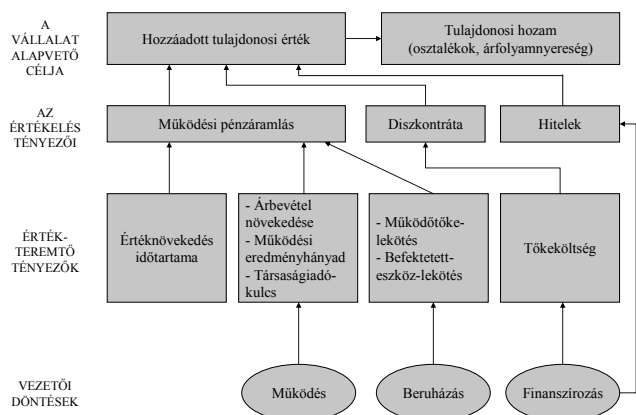 A
VÁLLALAT
ALAPVETŐ
CÉLJA
Hozzáadott tulajdonosi érték
Tulajdonosi hozam
(osztalékok, árfolyamnyereség)
AZ
ÉRTÉKELÉS
TÉNYEZŐI
Működési pénzáramlás
Diszkontráta
Hitelek
ÉRTÉK-
TEREMTŐ
TÉNYEZŐK
Értéknövekedés
időtartama
- Árbevétel
növekedése
- Működési
eredményhányad
- Társaságiadó-
kulcs
- Működőtőke-
lekötés
- Befektetett-
eszköz-lekötés
Tőkeköltség
VEZETŐI
DÖNTÉSEK
Működés
Beruházás
Finanszírozás